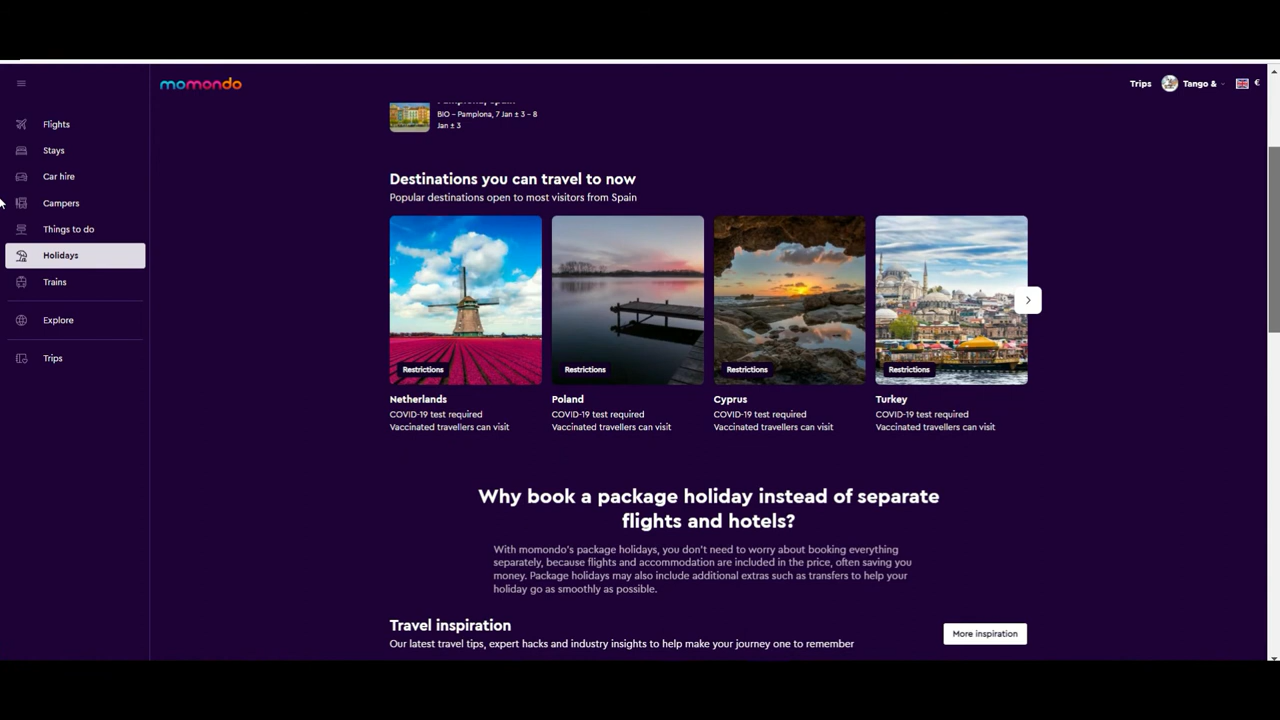 momondo
Trips
Tango &
€
Flights
Stays
Car hire
Campers
Things to do
Holidays
Trains
Explore
Trips
Pamplona, Spain
BIO – Pamplona, 7 Jan ± 3 – 8
Jan ± 3
Destinations you can travel to now
Popular destinations open to most visitors from Spain
Restrictions
Restrictions
Restrictions
Restrictions
Netherlands
COVID-19 test required
Vaccinated travellers can visit
Poland
COVID-19 test required
Vaccinated travellers can visit
Cyprus
COVID-19 test required
Vaccinated travellers can visit
Turkey
COVID-19 test required
Vaccinated travellers can visit
Why book a package holiday instead of separate
flights and hotels?
With momondo's package holidays, you don't need to worry about booking everything
separately, because flights and accommodation are included in the price, often saving you
money. Package holidays may also include additional extras such as transfers to help your
holiday go as smoothly as possible.
Travel inspiration
Our latest travel tips, expert hacks and industry insights to help make your journey one to remember
More inspiration